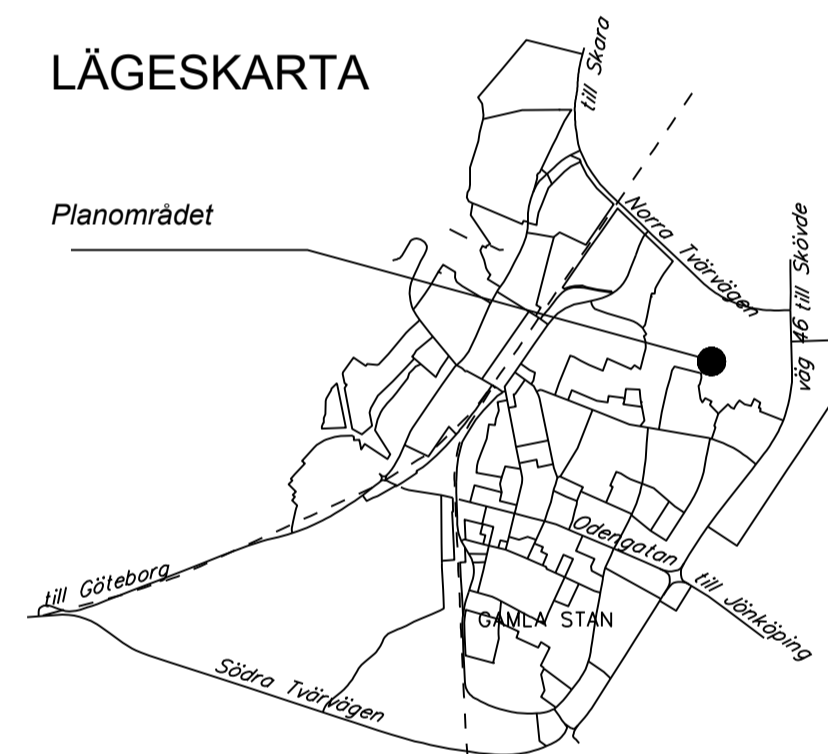 LÄGESKARTA
till Skara
Planområdet
Norra Tvärvägen
väg 46 till Skövde
Odengatan
till Jönköping
till Göteborg
GAMLA STAN
Södra Tvärvägen